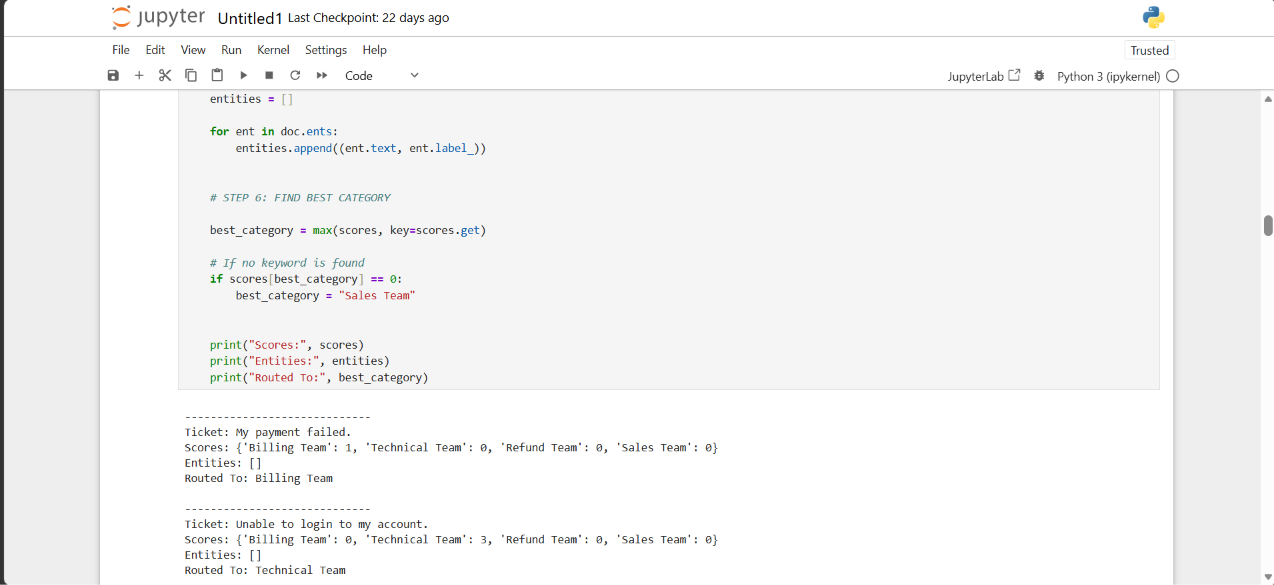 jupyter Untitled1 Last Checkpoint: 22 days ago
File Edit View Run Kernel Settings Help Trusted
Code JupyterLab Python 3 (ipykernel)
entities = []
for ent in doc.ents:
    entities.append((ent.text, ent.label_))
# STEP 6: FIND BEST CATEGORY
best_category = max(scores, key=scores.get)
# If no keyword is found
if scores[best_category] == 0:
    best_category = "Sales Team"
print("Scores:", scores)
print("Entities:", entities)
print("Routed To:", best_category)
-----------------------------
Ticket: My payment failed.
Scores: {'Billing Team': 1, 'Technical Team': 0, 'Refund Team': 0, 'Sales Team': 0}
Entities: []
Routed To: Billing Team
-----------------------------
Ticket: Unable to login to my account.
Scores: {'Billing Team': 0, 'Technical Team': 3, 'Refund Team': 0, 'Sales Team': 0}
Entities: []
Routed To: Technical Team